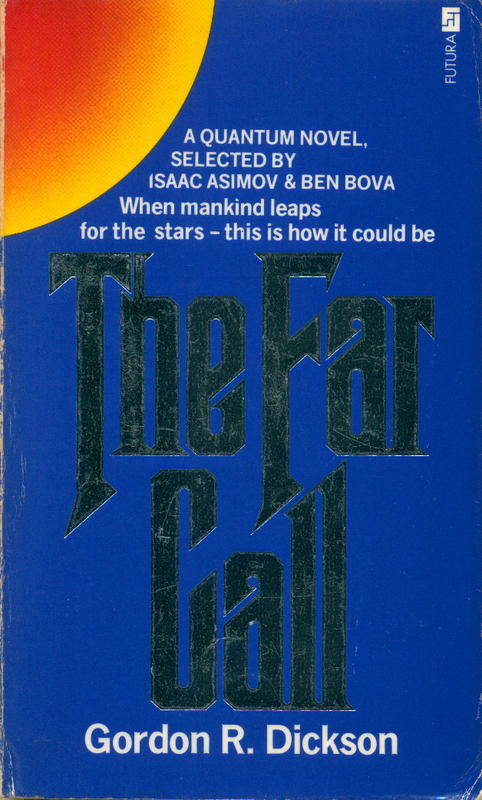 FUTURA
A QUANTUM NOVEL,
SELECTED BY
ISAAC ASIMOV & BEN BOVA
When mankind leaps
for the stars – this is how it could be
The Far
Call
Gordon R. Dickson